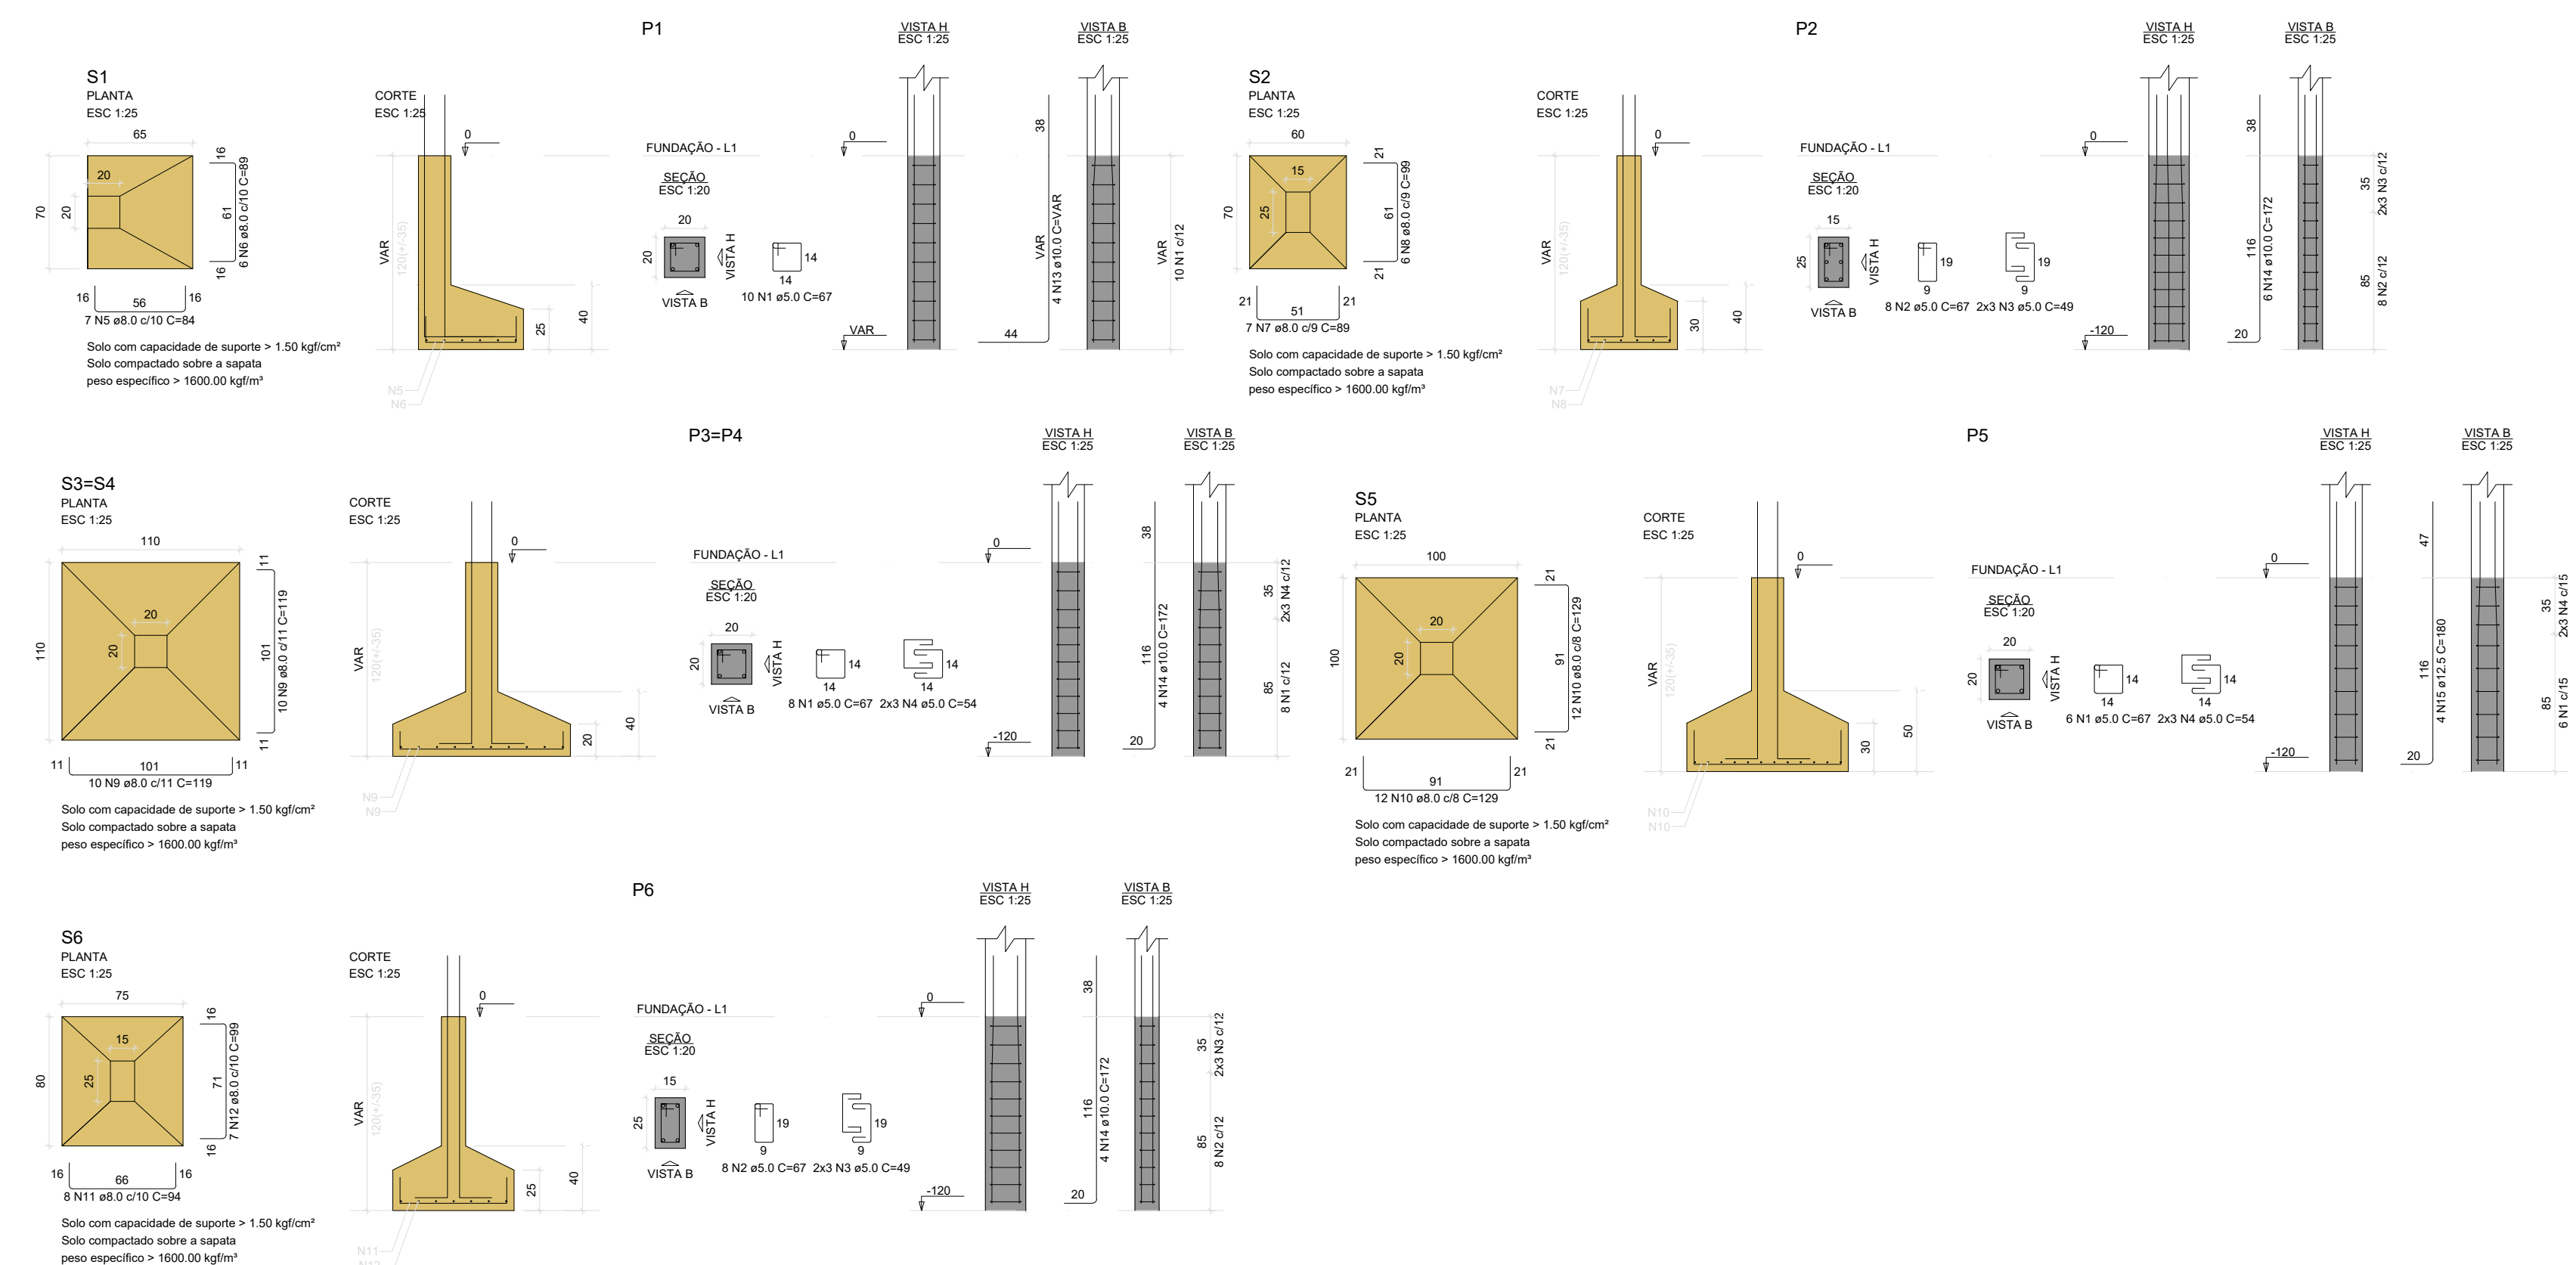 S1
PLANTA
ESC 1:25
65
70
20
20
16
61
16
6 N6 ø8.0 c/10 C=89
16
56
16
7 N5 ø8.0 c/10 C=84
Solo com capacidade de suporte > 1.50 kgf/cm²
Solo compactado sobre a sapata
peso específico > 1600.00 kgf/m³
CORTE
ESC 1:25
0
VAR
120(+/-35)
25
40
N5
N6
P1
FUNDAÇÃO - L1
SEÇÃO
ESC 1:20
20
20
VISTA H
VISTA B
14
14
10 N1 ø5.0 C=67
VISTA H
ESC 1:25
0
VAR
38
VAR
4 N13 ø10.0 C=VAR
44
VISTA B
ESC 1:25
VAR
10 N1 c/12
S2
PLANTA
ESC 1:25
60
70
15
25
21
61
21
6 N8 ø8.0 c/9 C=99
21
51
21
7 N7 ø8.0 c/9 C=89
Solo com capacidade de suporte > 1.50 kgf/cm²
Solo compactado sobre a sapata
peso específico > 1600.00 kgf/m³
CORTE
ESC 1:25
0
VAR
120(+/-35)
30
40
N7
N8
P2
FUNDAÇÃO - L1
SEÇÃO
ESC 1:20
15
25
VISTA H
VISTA B
19
9
8 N2 ø5.0 C=67
19
9
2x3 N3 ø5.0 C=49
VISTA H
ESC 1:25
0
-120
38
116
6 N14 ø10.0 C=172
20
VISTA B
ESC 1:25
35
2x3 N3 c/12
85
8 N2 c/12
S3=S4
PLANTA
ESC 1:25
110
110
20
20
11
101
11
10 N9 ø8.0 c/11 C=119
11
101
11
10 N9 ø8.0 c/11 C=119
Solo com capacidade de suporte > 1.50 kgf/cm²
Solo compactado sobre a sapata
peso específico > 1600.00 kgf/m³
CORTE
ESC 1:25
0
VAR
120(+/-35)
20
40
N9
N9
P3=P4
FUNDAÇÃO - L1
SEÇÃO
ESC 1:20
20
20
VISTA H
VISTA B
14
14
8 N1 ø5.0 C=67
14
14
2x3 N4 ø5.0 C=54
VISTA H
ESC 1:25
0
-120
38
116
4 N14 ø10.0 C=172
20
VISTA B
ESC 1:25
35
2x3 N4 c/12
85
8 N1 c/12
S5
PLANTA
ESC 1:25
100
100
20
20
21
91
21
12 N10 ø8.0 c/8 C=129
21
91
21
12 N10 ø8.0 c/8 C=129
Solo com capacidade de suporte > 1.50 kgf/cm²
Solo compactado sobre a sapata
peso específico > 1600.00 kgf/m³
CORTE
ESC 1:25
0
VAR
120(+/-35)
30
50
N10
N10
P5
FUNDAÇÃO - L1
SEÇÃO
ESC 1:20
20
20
VISTA H
VISTA B
14
14
6 N1 ø5.0 C=67
14
14
2x3 N4 ø5.0 C=54
VISTA H
ESC 1:25
0
-120
47
116
4 N15 ø12.5 C=180
20
VISTA B
ESC 1:25
35
2x3 N4 c/15
85
6 N1 c/15
S6
PLANTA
ESC 1:25
75
80
15
25
16
71
16
7 N12 ø8.0 c/10 C=99
16
66
16
8 N11 ø8.0 c/10 C=94
Solo com capacidade de suporte > 1.50 kgf/cm²
Solo compactado sobre a sapata
peso específico > 1600.00 kgf/m³
CORTE
ESC 1:25
0
VAR
120(+/-35)
25
40
N11
P6
FUNDAÇÃO - L1
SEÇÃO
ESC 1:20
15
25
VISTA H
VISTA B
19
9
8 N2 ø5.0 C=67
19
9
2x3 N3 ø5.0 C=49
VISTA H
ESC 1:25
0
-120
38
116
4 N14 ø10.0 C=172
20
VISTA B
ESC 1:25
35
2x3 N3 c/12
85
8 N2 c/12